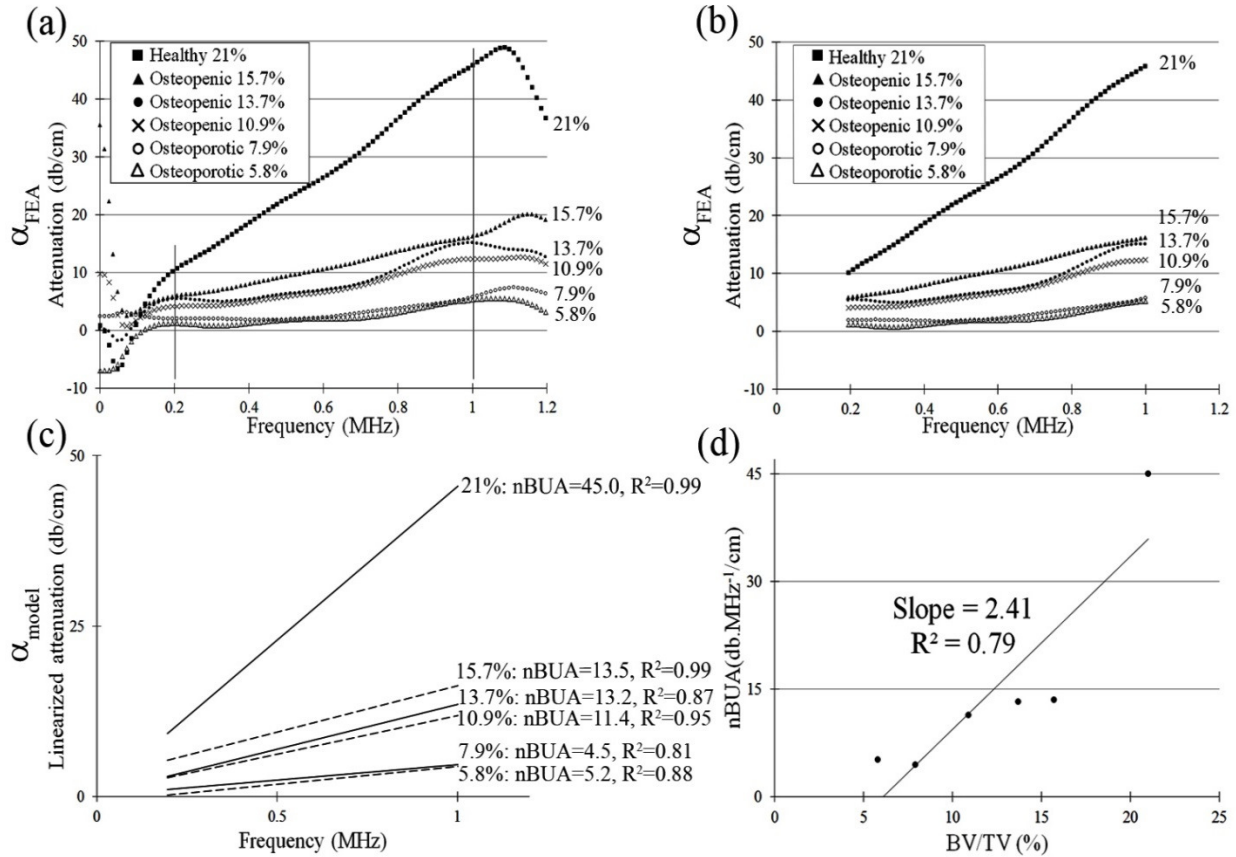 (a)
50
40
30
20
10
0
-10
α_FEA
Attenuation (db/cm)
■ Healthy 21%
▲ Osteopenic 15.7%
● Osteopenic 13.7%
× Osteopenic 10.9%
○ Osteoporotic 7.9%
△ Osteoporotic 5.8%
21%
15.7%
13.7%
10.9%
7.9%
5.8%
0 0.2 0.4 0.6 0.8 1 1.2
Frequency (MHz)
(b)
50
40
30
20
10
0
-10
α_FEA
Attenuation (db/cm)
■ Healthy 21%
▲ Osteopenic 15.7%
● Osteopenic 13.7%
× Osteopenic 10.9%
○ Osteoporotic 7.9%
△ Osteoporotic 5.8%
21%
15.7%
13.7%
10.9%
7.9%
5.8%
0.2 0.4 0.6 0.8 1 1.2
Frequency (MHz)
(c)
50
25
0
α_model
Linearized attenuation (db/cm)
21%: nBUA=45.0, R²=0.99
15.7%: nBUA=13.5, R²=0.99
13.7%: nBUA=13.2, R²=0.87
10.9%: nBUA=11.4, R²=0.95
7.9%: nBUA=4.5, R²=0.81
5.8%: nBUA=5.2, R²=0.88
0 0.5 1
Frequency (MHz)
(d)
45
30
15
0
nBUA(db.MHz⁻¹/cm)
Slope = 2.41
R² = 0.79
5 10 15 20 25
BV/TV (%)